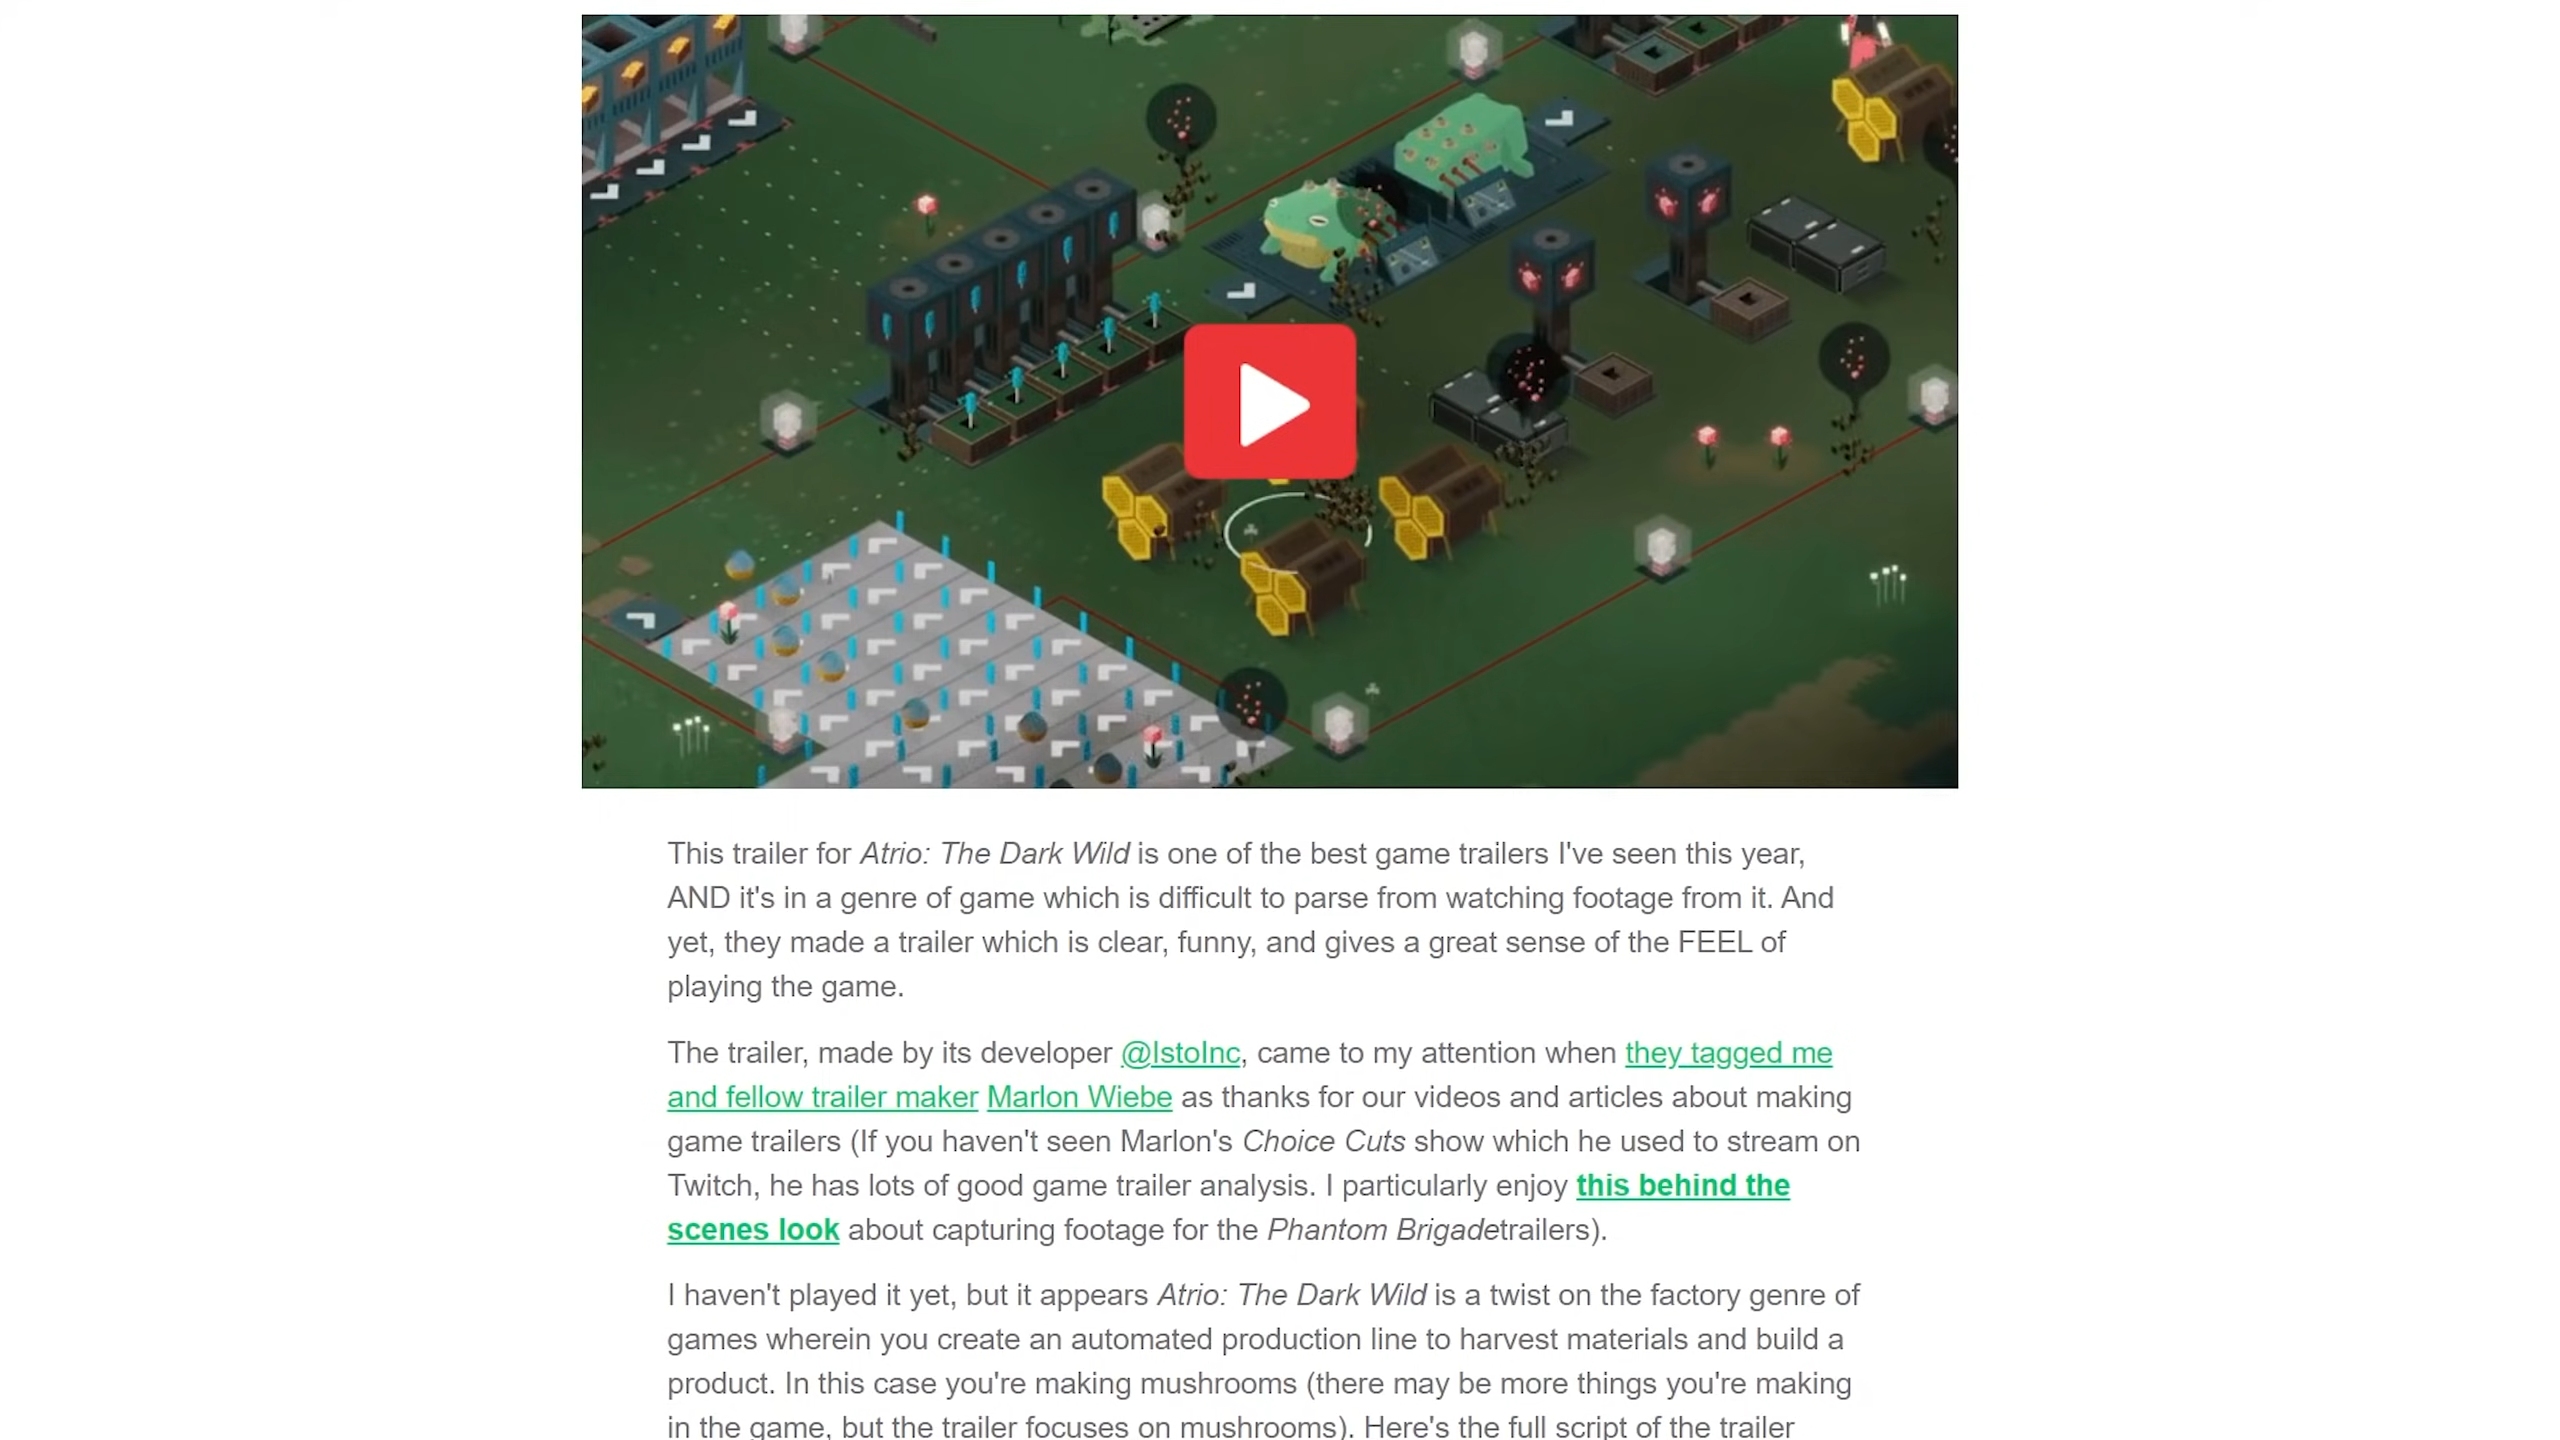 This trailer for Atrio: The Dark Wild is one of the best game trailers I've seen this year,
AND it's in a genre of game which is difficult to parse from watching footage from it. And
yet, they made a trailer which is clear, funny, and gives a great sense of the FEEL of
playing the game.
The trailer, made by its developer @IstoInc, came to my attention when they tagged me
and fellow trailer maker Marlon Wiebe as thanks for our videos and articles about making
game trailers (If you haven't seen Marlon's Choice Cuts show which he used to stream on
Twitch, he has lots of good game trailer analysis. I particularly enjoy this behind the
scenes look about capturing footage for the Phantom Brigadetrailers).
I haven't played it yet, but it appears Atrio: The Dark Wild is a twist on the factory genre of
games wherein you create an automated production line to harvest materials and build a
product. In this case you're making mushrooms (there may be more things you're making
in the game, but the trailer focuses on mushrooms). Here's the full script of the trailer